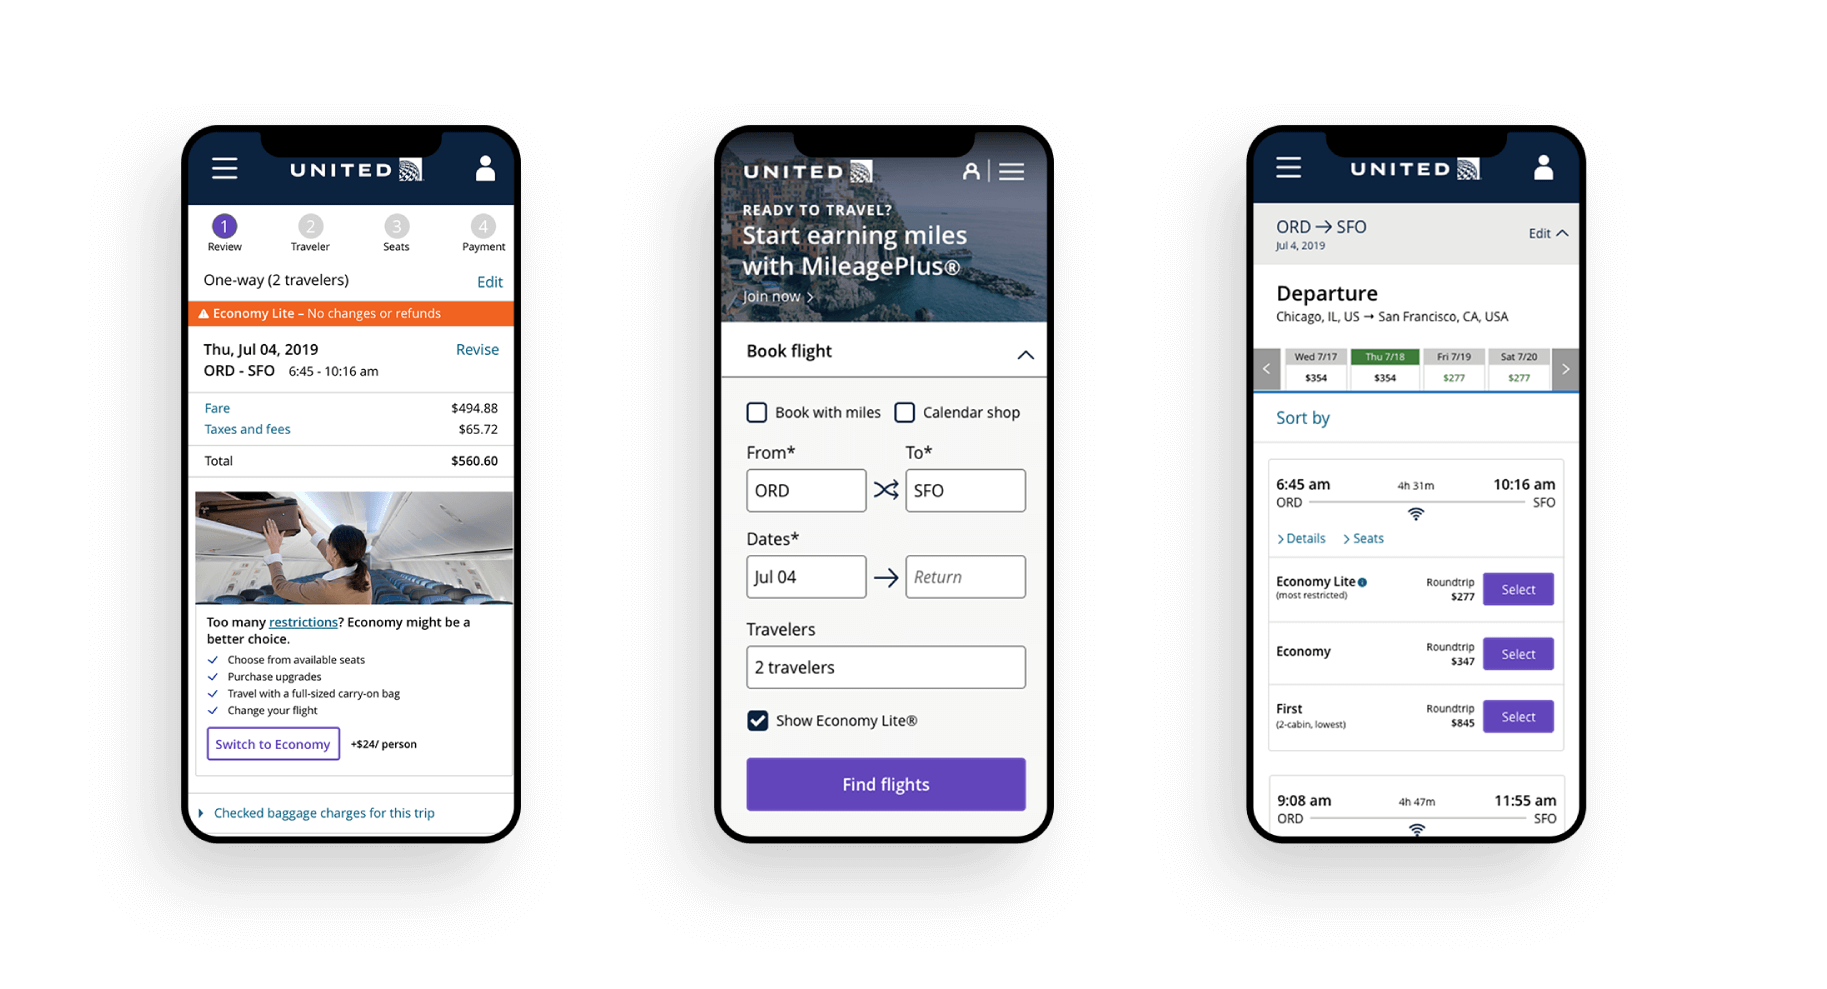 UNITED
1
2
3
4
Review
Traveler
Seats
Payment
One-way (2 travelers)
Edit
Economy Lite – No changes or refunds
Thu, Jul 04, 2019
Revise
ORD - SFO 6:45 - 10:16 am
Fare $494.88
Taxes and fees $65.72
Total $560.60
Too many restrictions? Economy might be a
better choice.
Choose from available seats
Purchase upgrades
Travel with a full-sized carry-on bag
Change your flight
Switch to Economy
+$24/ person
Checked baggage charges for this trip
UNITED
READY TO TRAVEL?
Start earning miles
with MileagePlus®
Join now >
Book flight
Book with miles
Calendar shop
From*
To*
ORD
SFO
Dates*
Jul 04
Return
Travelers
2 travelers
Show Economy Lite®
Find flights
UNITED
ORD → SFO
Jul 4, 2019
Edit
Departure
Chicago, IL, US → San Francisco, CA, USA
Wed 7/17
Thu 7/18
Fri 7/19
Sat 7/20
$354
$354
$277
$277
Sort by
6:45 am
4h 31m
10:16 am
ORD
SFO
> Details
> Seats
Economy Lite
(most restricted)
Roundtrip
$277
Select
Economy
Roundtrip
$347
Select
First
(2-cabin, lowest)
Roundtrip
$845
Select
9:08 am
4h 47m
11:55 am
ORD
SFO